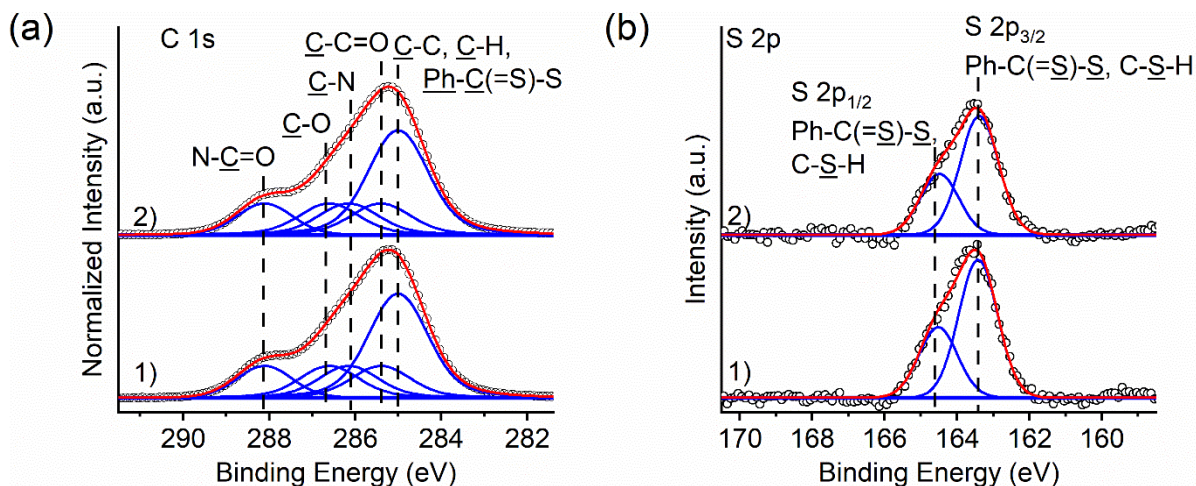 (a)
C 1s
C-C=O
C-C, C-H,
Ph-C(=S)-S
C-N
C-O
N-C=O
2)
1)
Normalized Intensity (a.u.)
290 288 286 284 282
Binding Energy (eV)
(b)
S 2p
S 2p3/2
Ph-C(=S)-S, C-S-H
S 2p1/2
Ph-C(=S)-S,
C-S-H
2)
1)
Intensity (a.u.)
170 168 166 164 162 160
Binding Energy (eV)